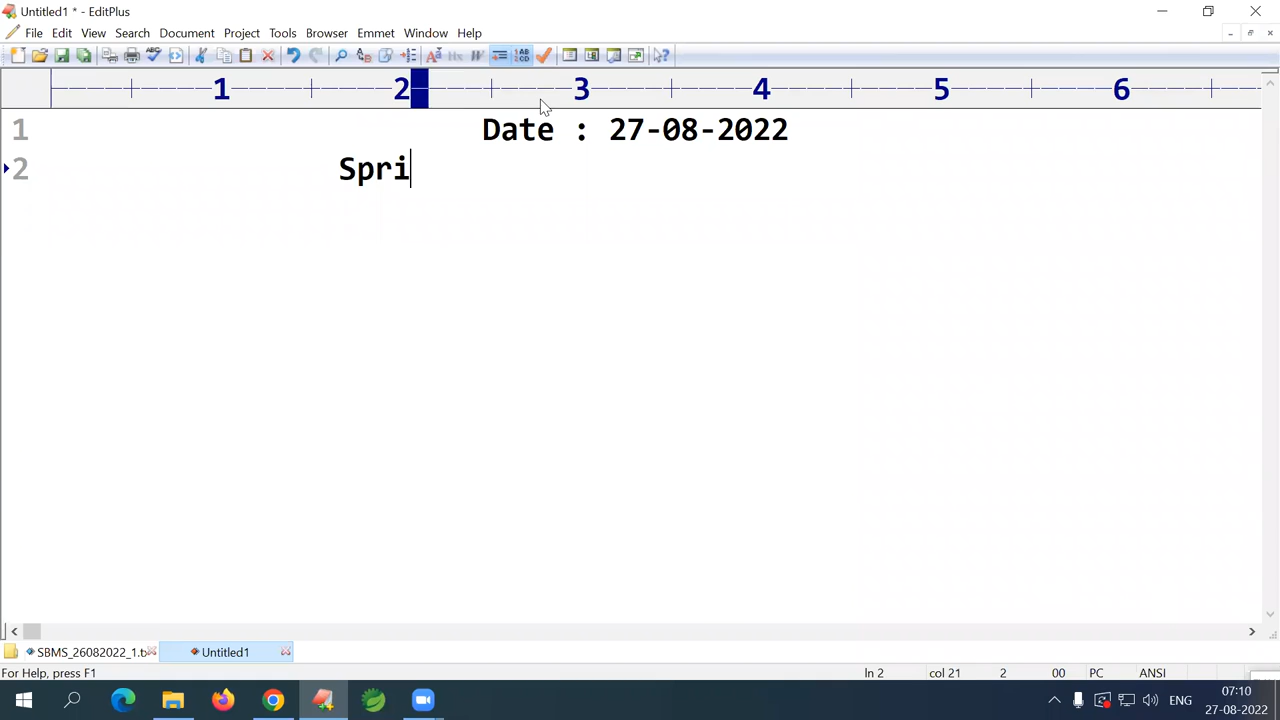 Untitled1 * - EditPlus
File Edit View Search Document Project Tools Browser Emmet Window Help
1 2 3 4 5 6
1 Date : 27-08-2022
2 Spri
SBMS_26082022_1.t
Untitled1
For Help, press F1 ln 2 col 21 2 00 PC ANSI
ENG
07:10
27-08-2022